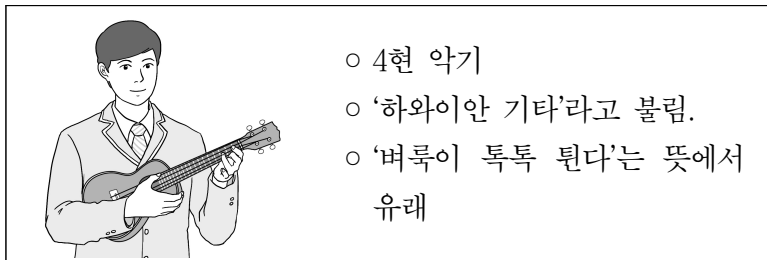 ○ 4현 악기
○ ‘하와이안 기타’라고 불림.
○ ‘벼룩이 톡톡 튄다’는 뜻에서
유래